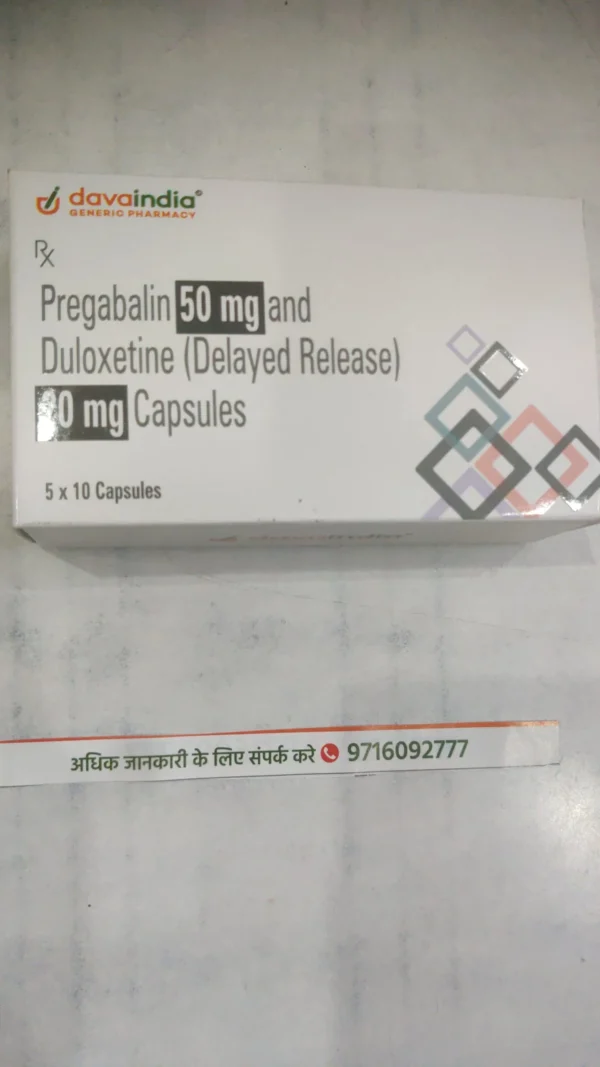 davaindia
GENERIC PHARMACY
Rx
Pregabalin 50 mg and
Duloxetine (Delayed Release)
mg Capsules
5 x 10 Capsules
अधिक जानकारी के लिए संपर्क करे 9716092777